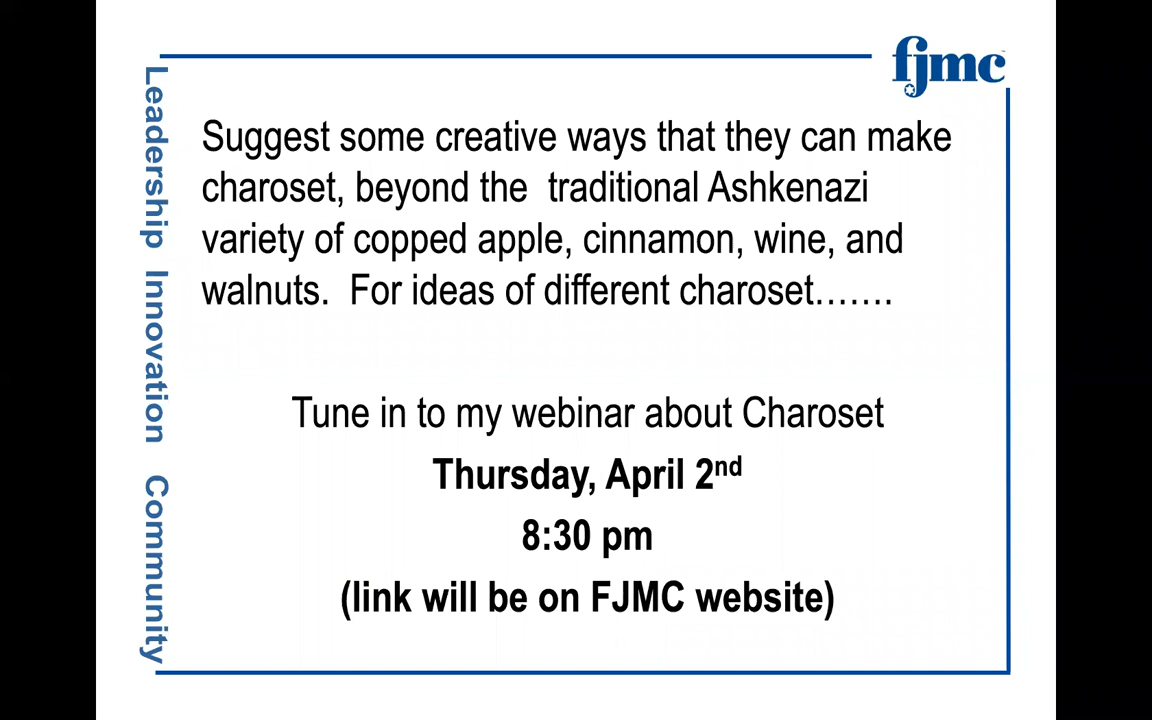 fjmc
Leadership Innovation Community
Suggest some creative ways that they can make
charoset, beyond the traditional Ashkenazi
variety of copped apple, cinnamon, wine, and
walnuts. For ideas of different charoset.......
Tune in to my webinar about Charoset
Thursday, April 2nd
8:30 pm
(link will be on FJMC website)